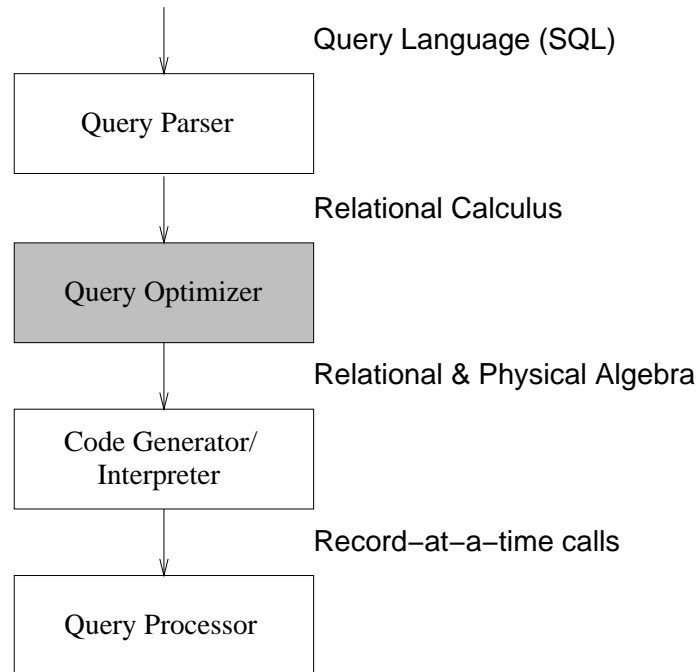 Query Language (SQL)
Query Parser
Relational Calculus
Query Optimizer
Relational & Physical Algebra
Code Generator/
Interpreter
Record−at−a−time calls
Query Processor